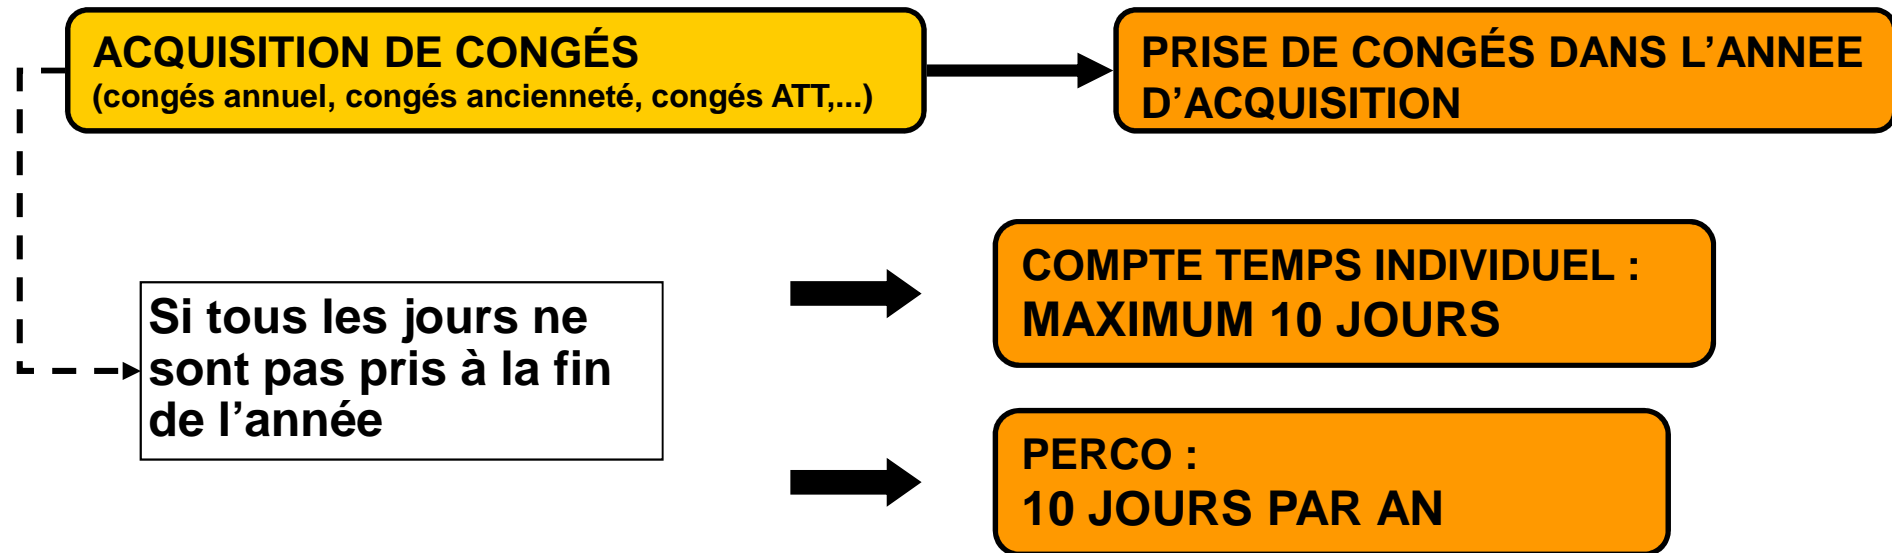 ACQUISITION DE CONGÉS
(congés annuel, congés ancienneté, congés ATT,...)
PRISE DE CONGÉS DANS L’ANNEE
D’ACQUISITION
Si tous les jours ne
sont pas pris à la fin
de l’année
COMPTE TEMPS INDIVIDUEL :
MAXIMUM 10 JOURS
PERCO :
10 JOURS PAR AN